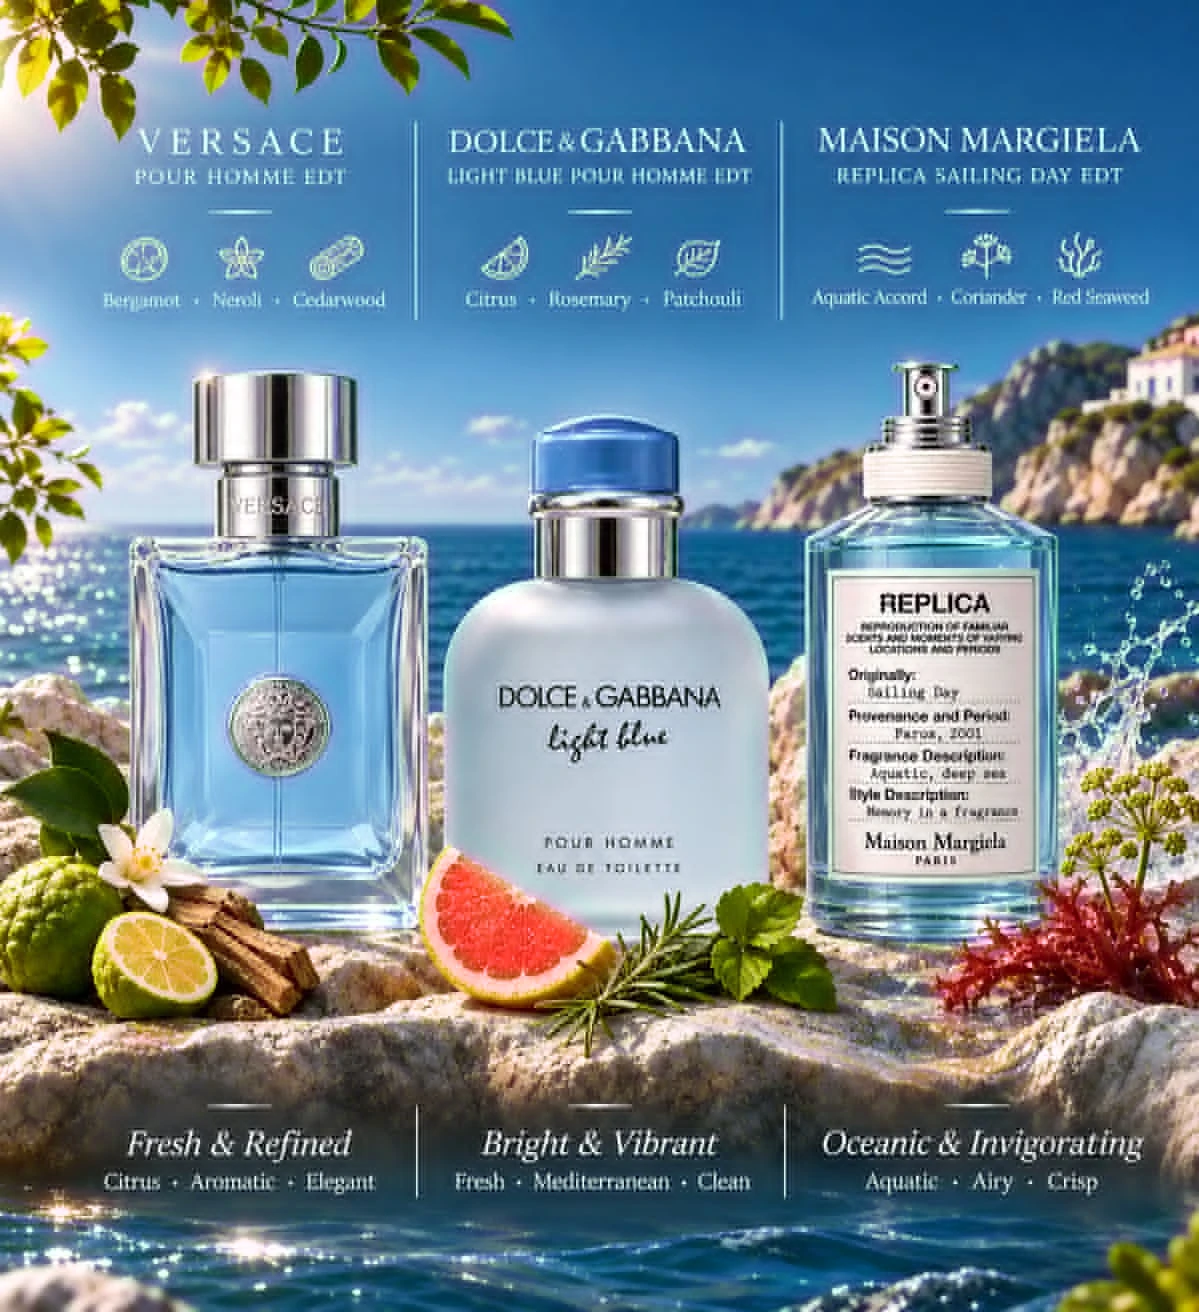 VERSACE
POUR HOMME EDT
Bergamot · Neroli · Cedarwood
DOLCE & GABBANA
LIGHT BLUE POUR HOMME EDT
Citrus · Rosemary · Patchouli
MAISON MARGIELA
REPLICA SAILING DAY EDT
Aquatic Accord · Coriander · Red Seaweed
VERSACE
DOLCE & GABBANA
light blue
POUR HOMME
EAU DE TOILETTE
REPLICA
REPRODUCTION OF FAMILIAR
SCENTS AND MOMENTS OF VARYING
LOCATIONS AND PERIODS
Originally:
Sailing Day
Provenance and Period:
Paros, 2001
Fragrance Description:
Aquatic, deep sea
Style Description:
Memory in a fragrance
Maison Margiela
PARIS
Fresh & Refined
Citrus · Aromatic · Elegant
Bright & Vibrant
Fresh · Mediterranean · Clean
Oceanic & Invigorating
Aquatic · Airy · Crisp